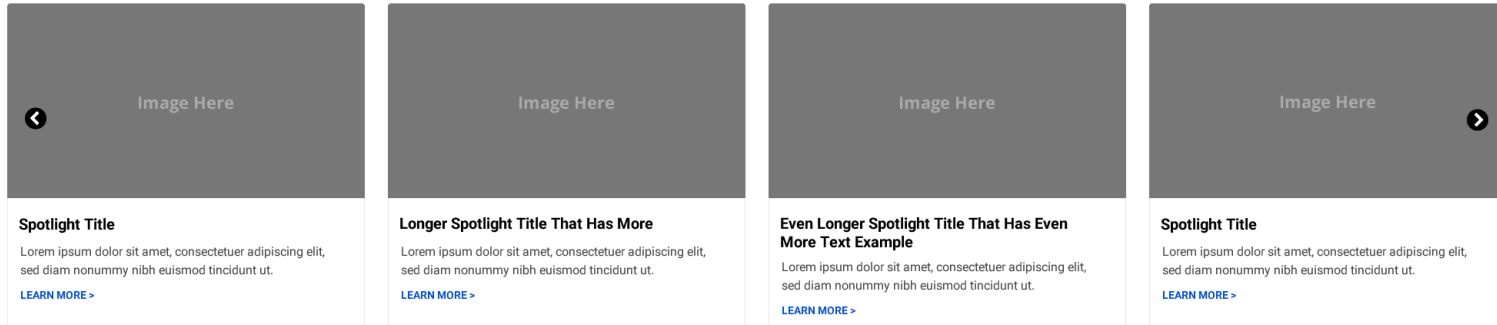 Image Here
Image Here
Image Here
Image Here
Spotlight Title
Lorem ipsum dolor sit amet, consectetuer adipiscing elit,
sed diam nonummy nibh euismod tincidunt ut.
LEARN MORE >
Longer Spotlight Title That Has More
Lorem ipsum dolor sit amet, consectetuer adipiscing elit,
sed diam nonummy nibh euismod tincidunt ut.
LEARN MORE >
Even Longer Spotlight Title That Has Even
More Text Example
Lorem ipsum dolor sit amet, consectetuer adipiscing elit,
sed diam nonummy nibh euismod tincidunt ut.
LEARN MORE >
Spotlight Title
Lorem ipsum dolor sit amet, consectetuer adipiscing elit,
sed diam nonummy nibh euismod tincidunt ut.
LEARN MORE >